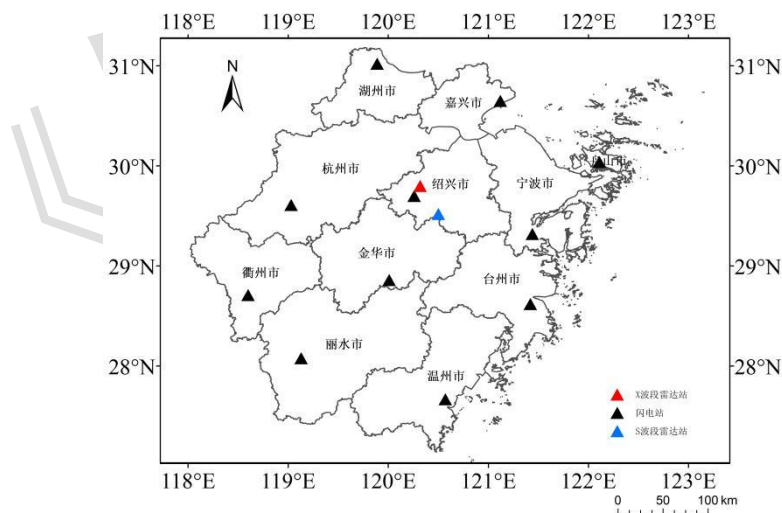 118°E 119°E 120°E 121°E 122°E 123°E
31°N 31°N
N
湖州市
嘉兴市
30°N 30°N
杭州市
绍兴市
宁波市
山市
29°N 29°N
金华市
衢州市
台州市
28°N 28°N
丽水市
温州市
X波段雷达站
闪电站
S波段雷达站
118°E 119°E 120°E 121°E 122°E 123°E
0 50 100 km